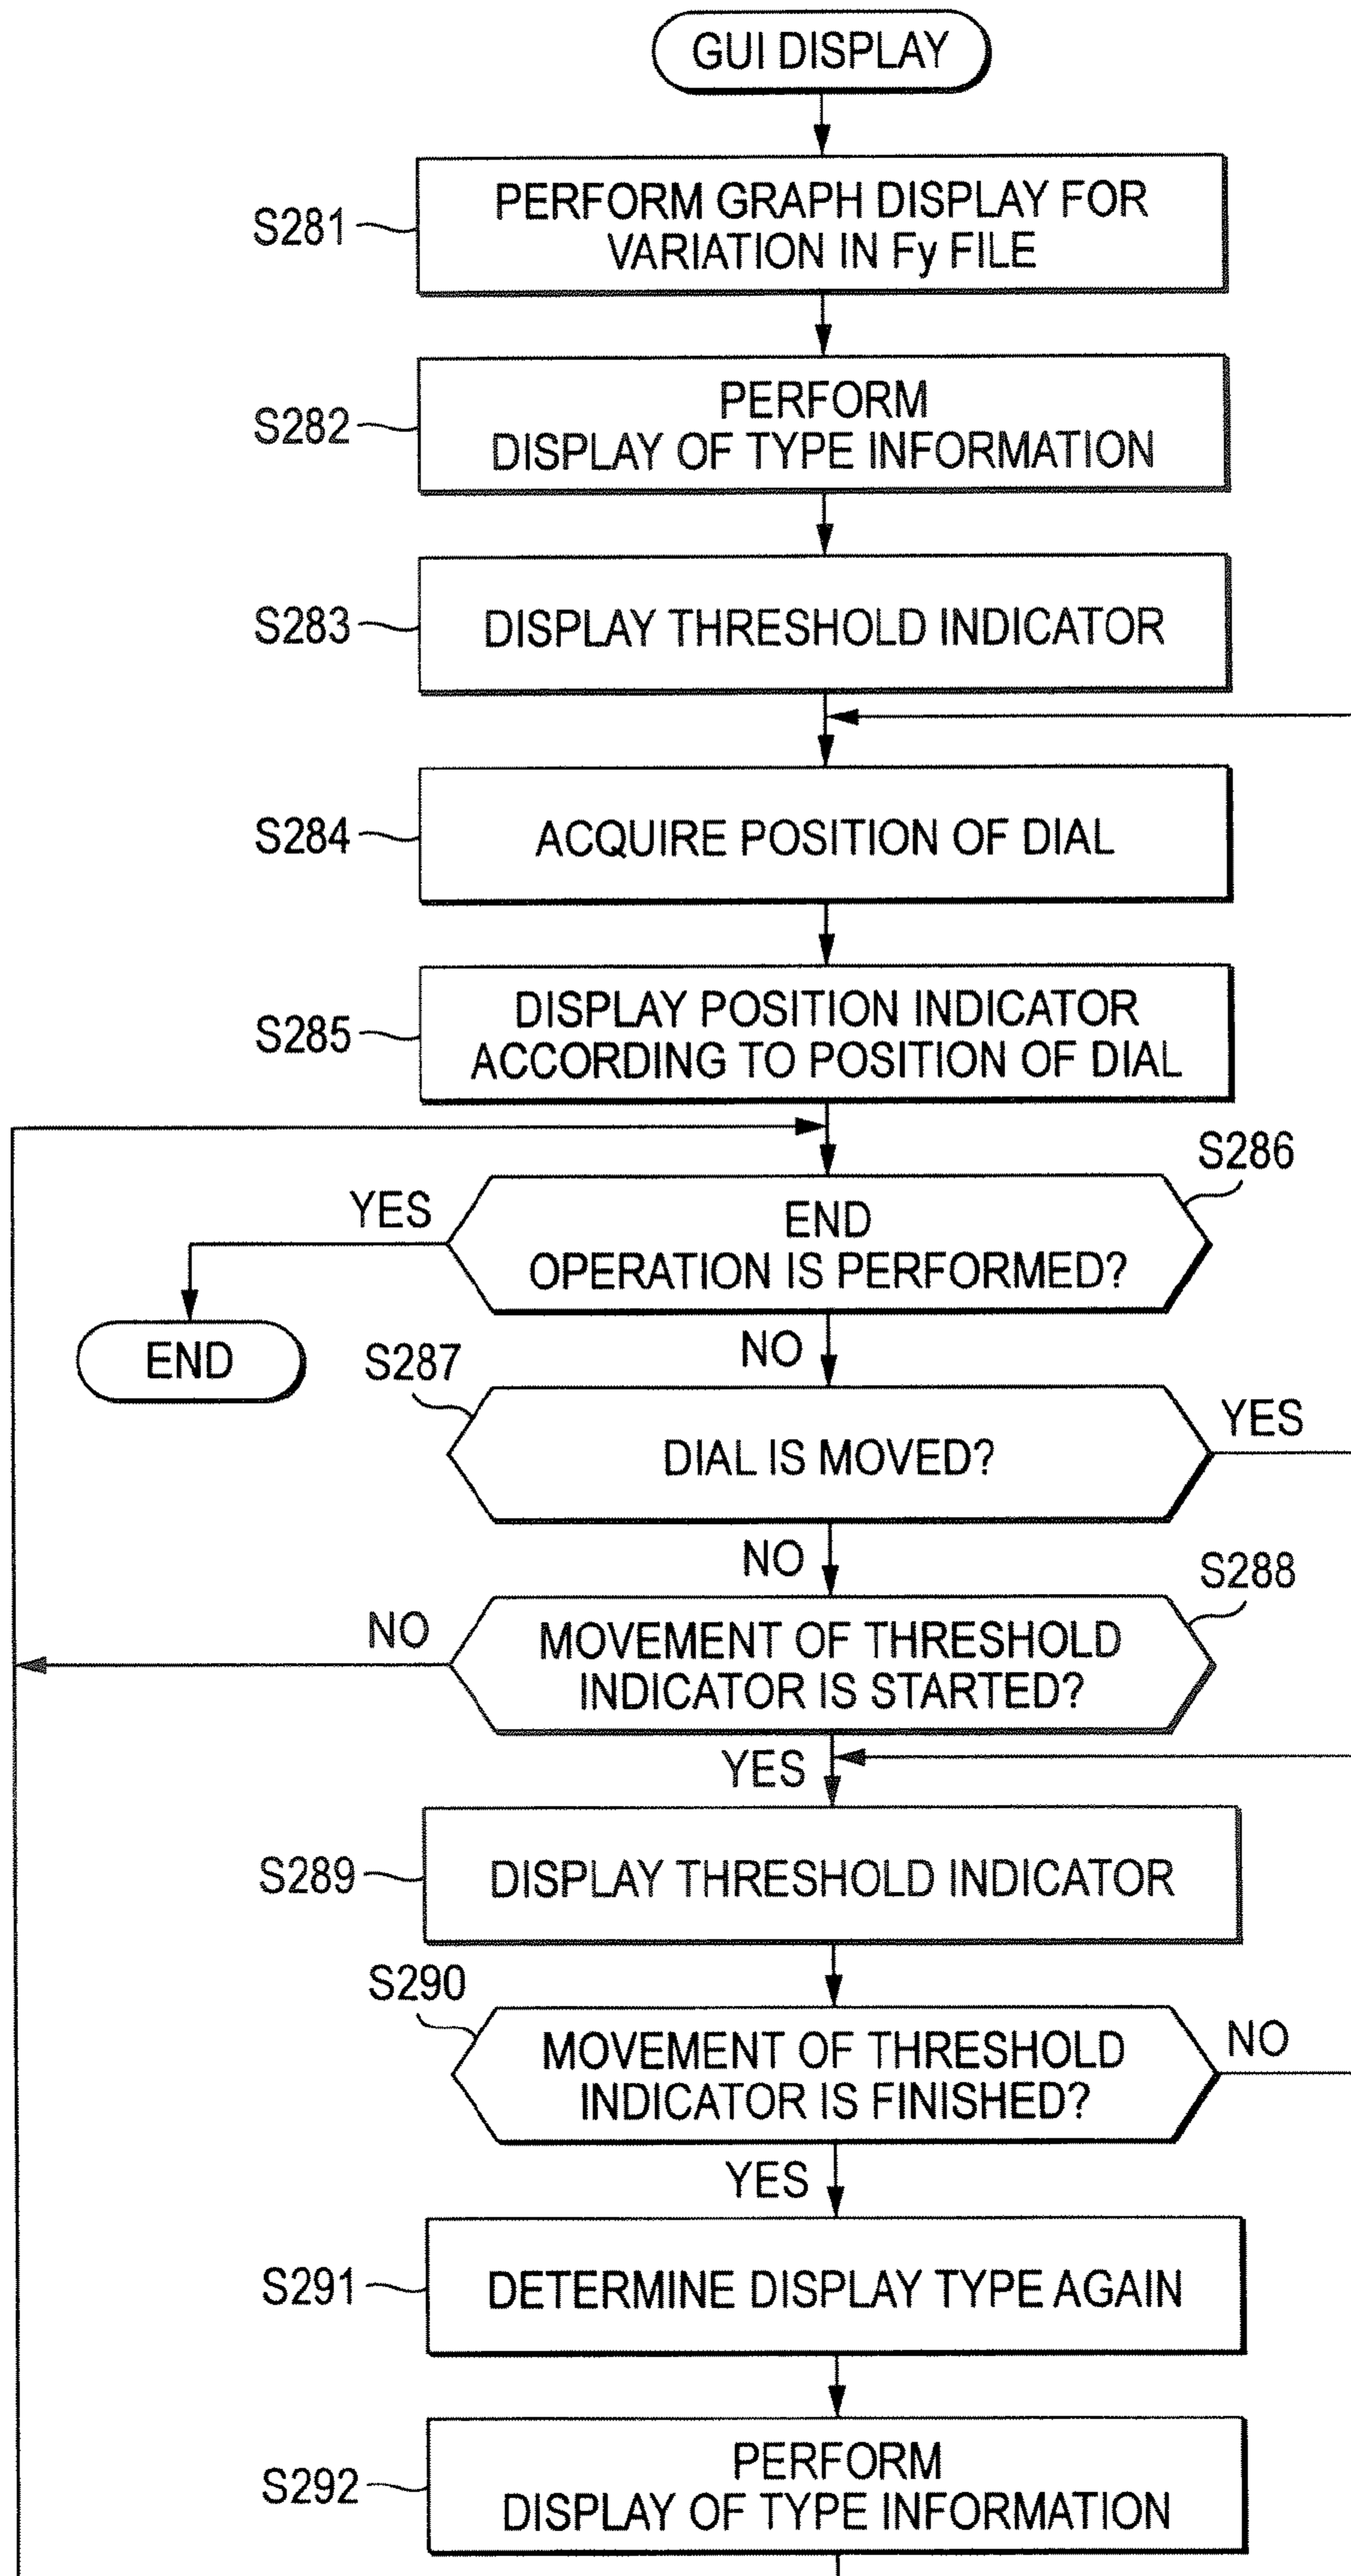 GUI DISPLAY
S281
PERFORM GRAPH DISPLAY FOR
VARIATION IN Fy FILE
S282
PERFORM
DISPLAY OF TYPE INFORMATION
S283
DISPLAY THRESHOLD INDICATOR
S284
ACQUIRE POSITION OF DIAL
S285
DISPLAY POSITION INDICATOR
ACCORDING TO POSITION OF DIAL
S286
YES
END
OPERATION IS PERFORMED?
END
NO
S287
DIAL IS MOVED?
YES
NO
S288
NO
MOVEMENT OF THRESHOLD
INDICATOR IS STARTED?
YES
S289
DISPLAY THRESHOLD INDICATOR
S290
MOVEMENT OF THRESHOLD
INDICATOR IS FINISHED?
NO
YES
S291
DETERMINE DISPLAY TYPE AGAIN
S292
PERFORM
DISPLAY OF TYPE INFORMATION